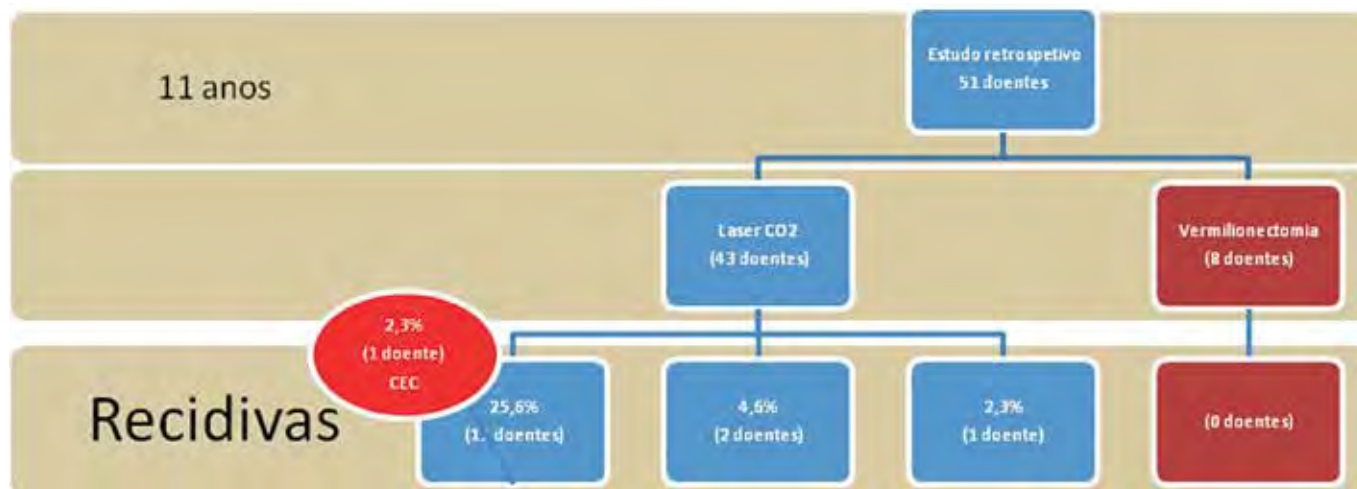 Estudo retrospetivo
51 doentes
11 anos
Laser CO2
(43 doentes)
Vermilionectomia
(8 doentes)
2,3%
(1 doente)
CEC
Recidivas
25,6%
doentes)
4,6%
(2 doentes)
2,3%
(1 doente)
(0 doentes)